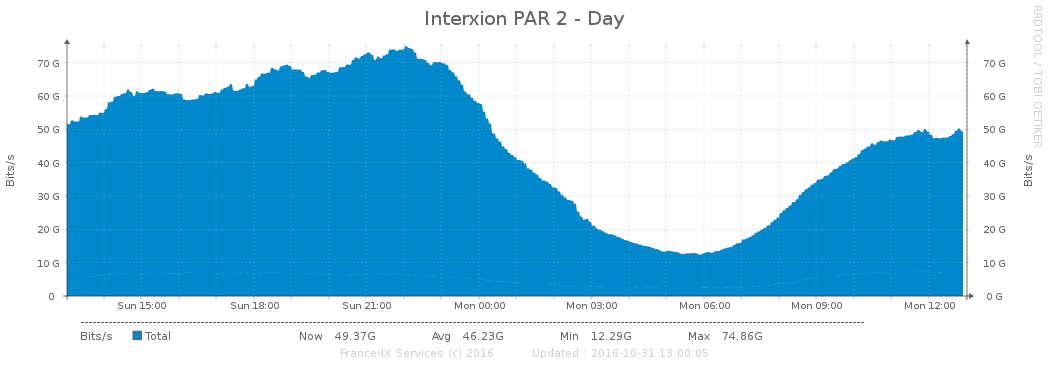 Interxion PAR 2 - Day
RRDTOOL / TOBI OETIKER
Bits/s
Bits/s
70 G
70 G
60 G
60 G
50 G
50 G
40 G
40 G
30 G
30 G
20 G
20 G
10 G
10 G
0
0 G
Sun 15:00 Sun 18:00 Sun 21:00 Mon 00:00 Mon 03:00 Mon 06:00 Mon 09:00 Mon 12:00
Bits/s Total Now 49.37G Avg 46.23G Min 12.29G Max 74.86G
France-IX Services (c) 2016 Updated : 2016-10-31 13:00:05